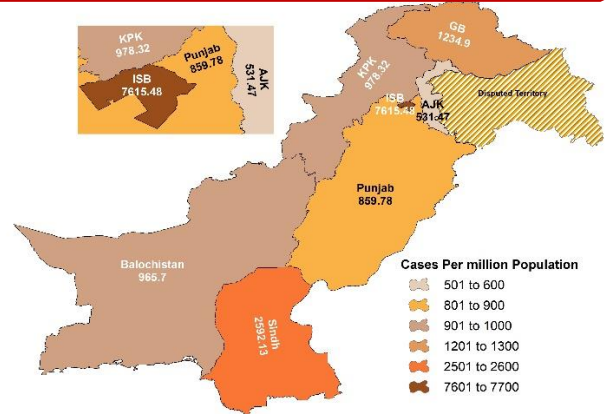 KPK
978.32
Punjab
859.78
ISB
7615.48
AJK
531.47
GB
1234.9
KPK
978.32
ISB
7615.48
AJK
531.47
Disputed Territory
Punjab
859.78
Balochistan
965.7
Sindh
2592.13
Cases Per million Population
501 to 600
801 to 900
901 to 1000
1201 to 1300
2501 to 2600
7601 to 7700